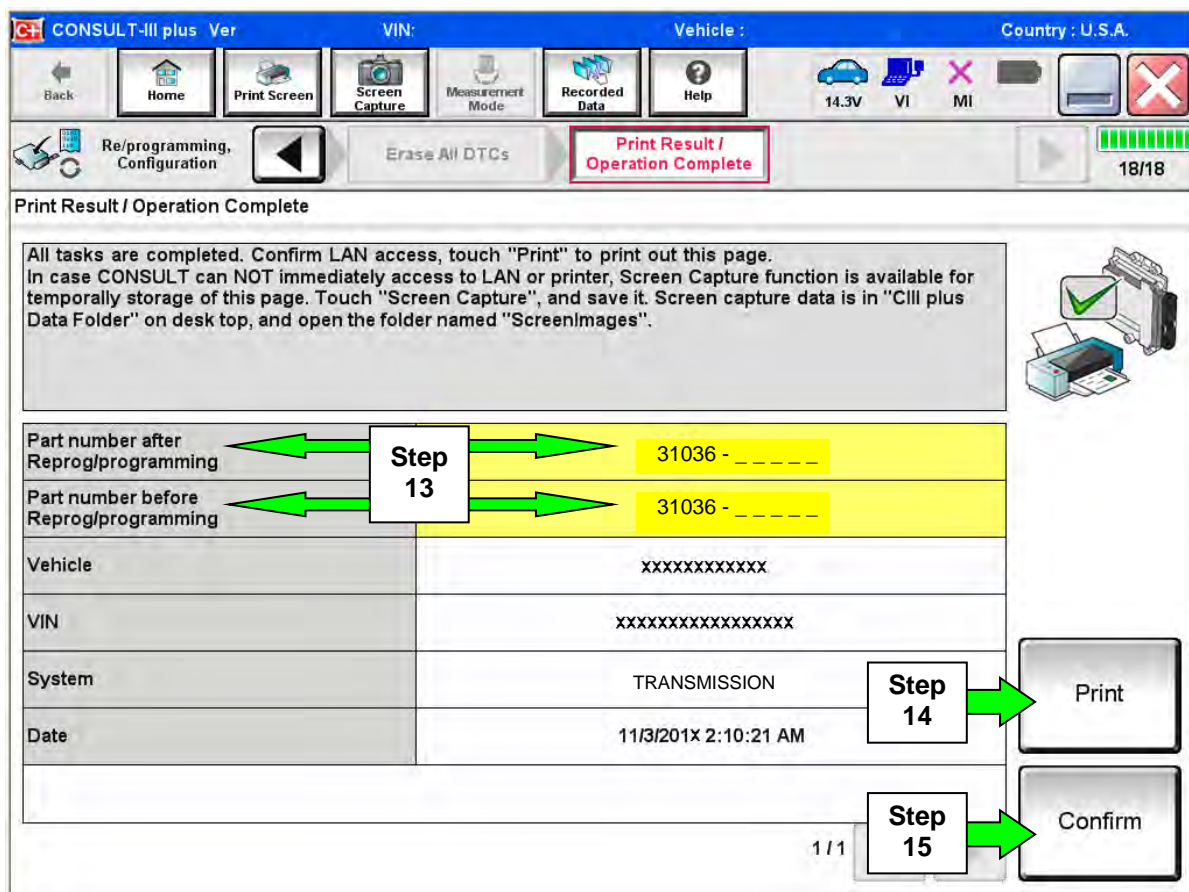 C+ CONSULT-III plus Ver VIN: Vehicle : Country : U.S.A.
Back Home Print Screen Screen Capture Measurement Mode Recorded Data Help 14.3V VI MI
Re/programming, Configuration Erase All DTCs Print Result / Operation Complete 18/18
Print Result / Operation Complete
All tasks are completed. Confirm LAN access, touch "Print" to print out this page.
In case CONSULT can NOT immediately access to LAN or printer, Screen Capture function is available for
temporally storage of this page. Touch "Screen Capture", and save it. Screen capture data is in "CIII plus
Data Folder" on desk top, and open the folder named "ScreenImages".
Part number after
Reprog/programming
31036 - _ _ _ _ _
Step
13
Part number before
Reprog/programming
31036 - _ _ _ _ _
Vehicle xxxxxxxxxxxx
VIN xxxxxxxxxxxxxxxxx
System TRANSMISSION
Step
14
Print
Date 11/3/201X 2:10:21 AM
Step
15
Confirm
1 / 1